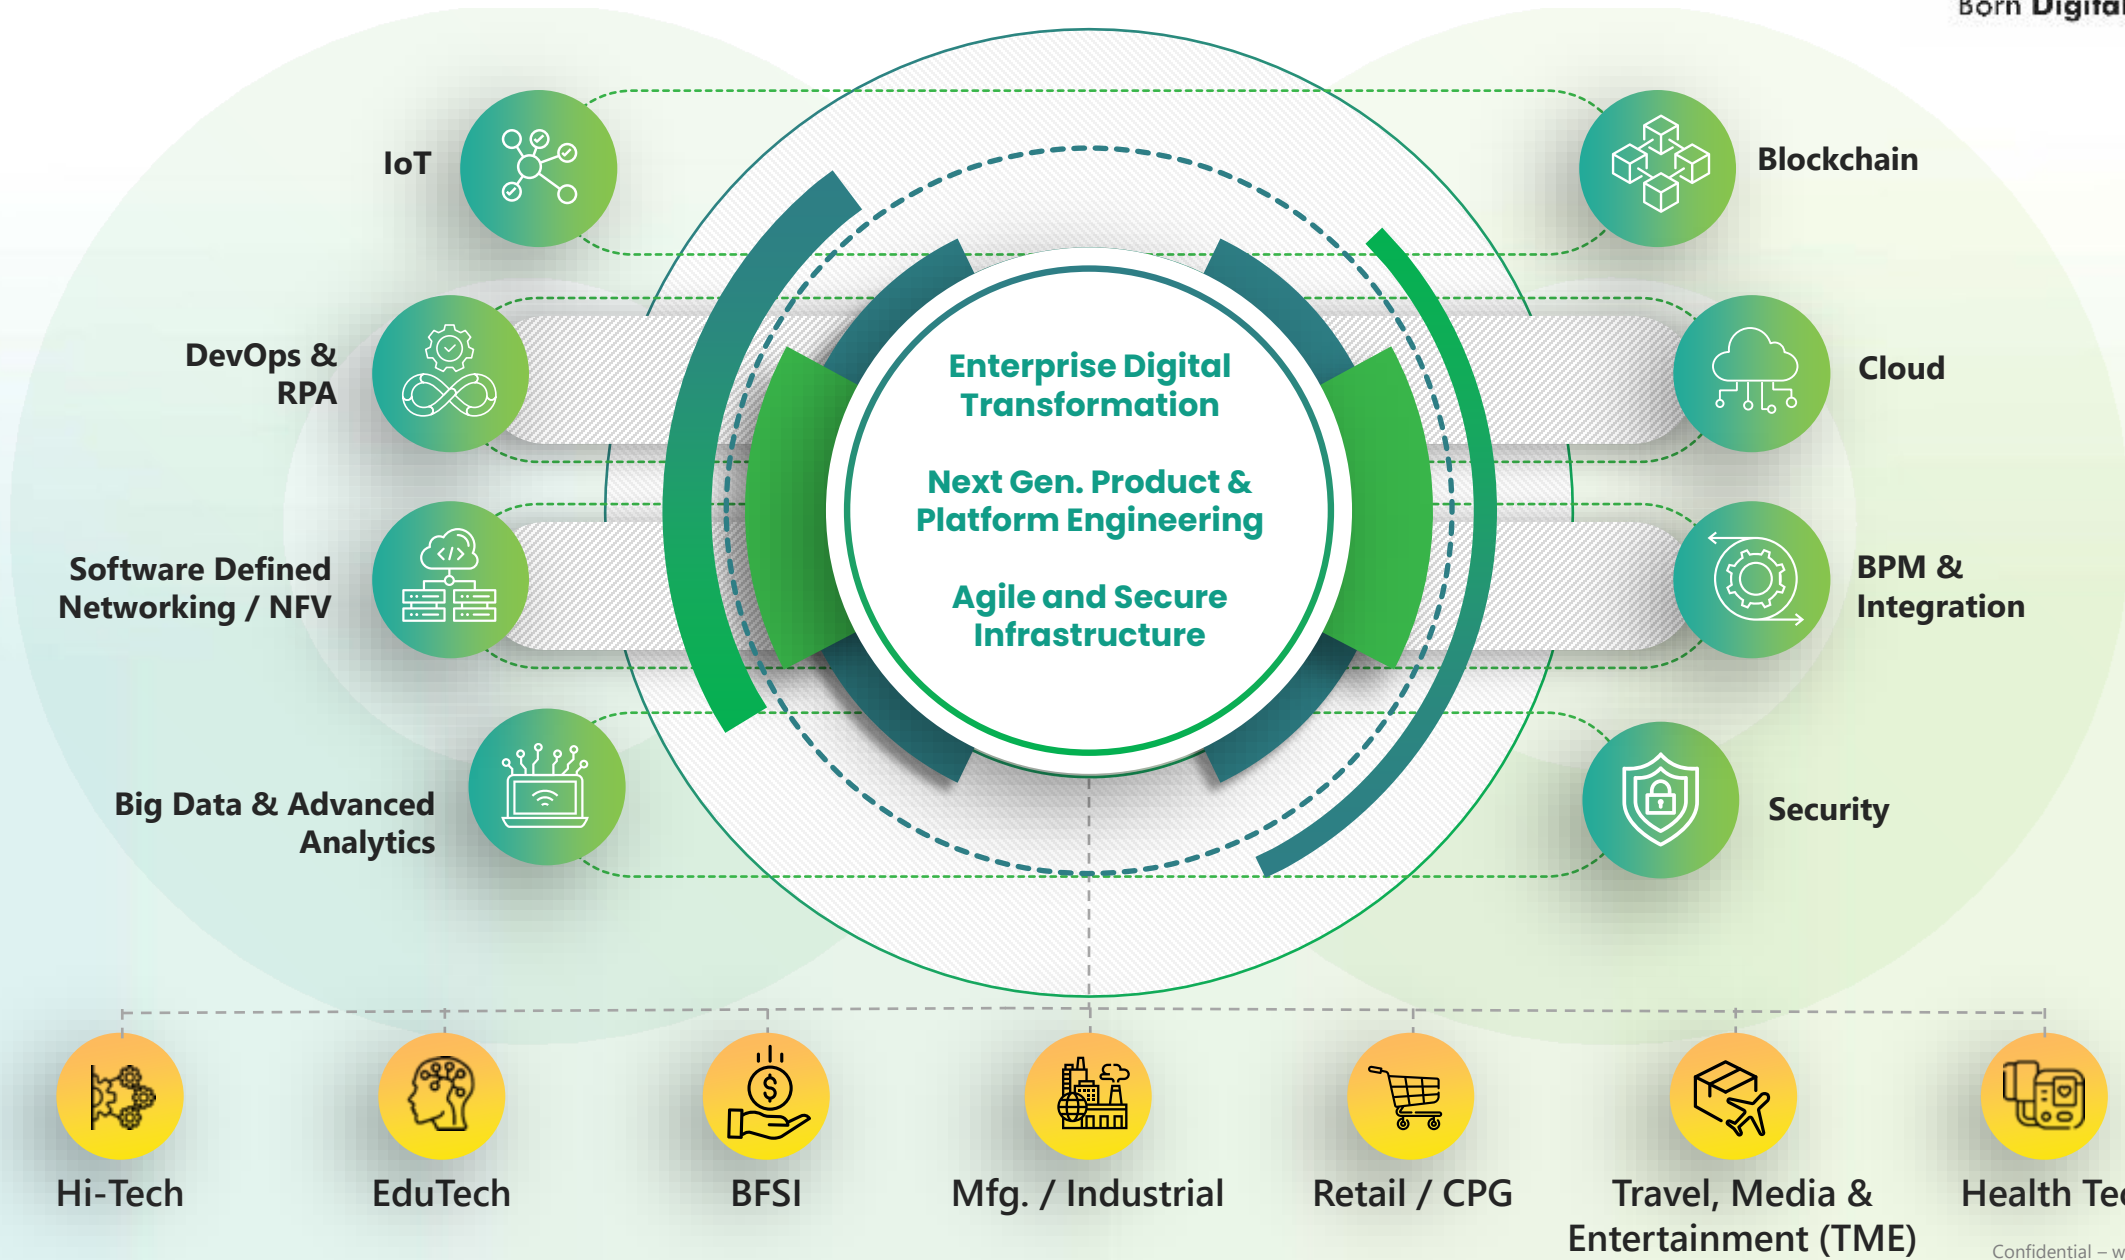 Born Digital
IoT
Blockchain
DevOps &
RPA
Cloud
Software Defined
Networking / NFV
BPM &
Integration
Big Data & Advanced
Analytics
Security
Enterprise Digital
Transformation
Next Gen. Product &
Platform Engineering
Agile and Secure
Infrastructure
$
</>
Hi-Tech
EduTech
BFSI
Mfg. / Industrial
Retail / CPG
Travel, Media &
Entertainment (TME)
Health
Confidential –